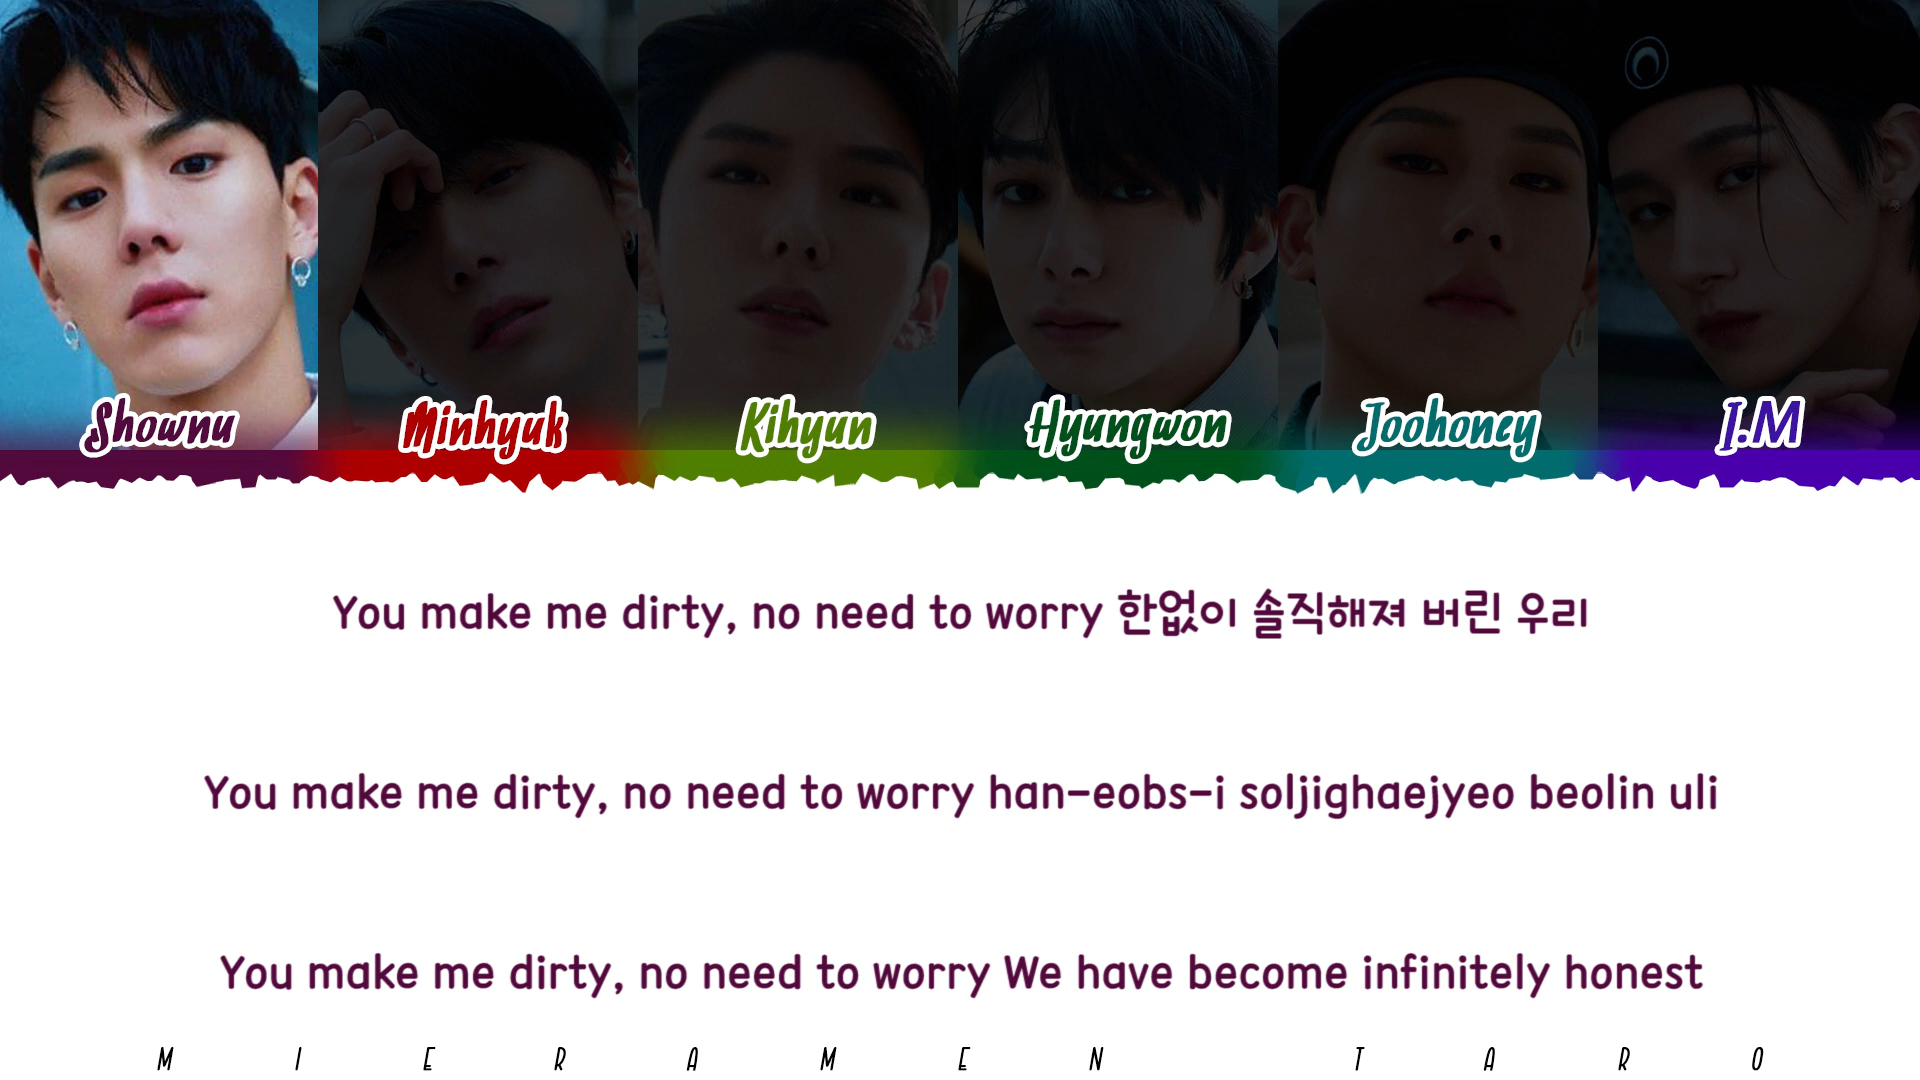 Shownu Minhyuk Kihyun Hyungwon Joohoney I.M
You make me dirty, no need to worry 한없이 솔직해져 버린 우리
You make me dirty, no need to worry han-eobs-i soljighaejyeo beolin uli
You make me dirty, no need to worry We have become infinitely honest
MIERAMEN TARO